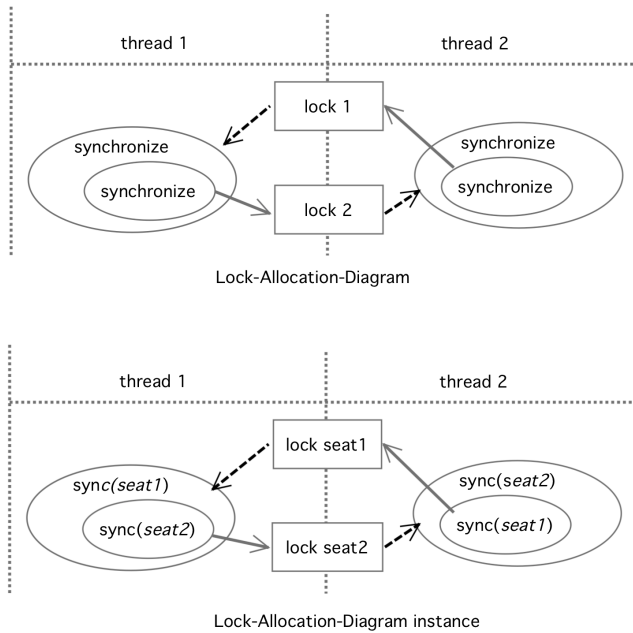 thread 1
thread 2
lock 1
synchronize
synchronize
synchronize
synchronize
lock 2
Lock-Allocation-Diagram
thread 1
thread 2
lock seat1
sync(seat1)
sync(seat2)
sync(seat2)
sync(seat1)
lock seat2
Lock-Allocation-Diagram instance